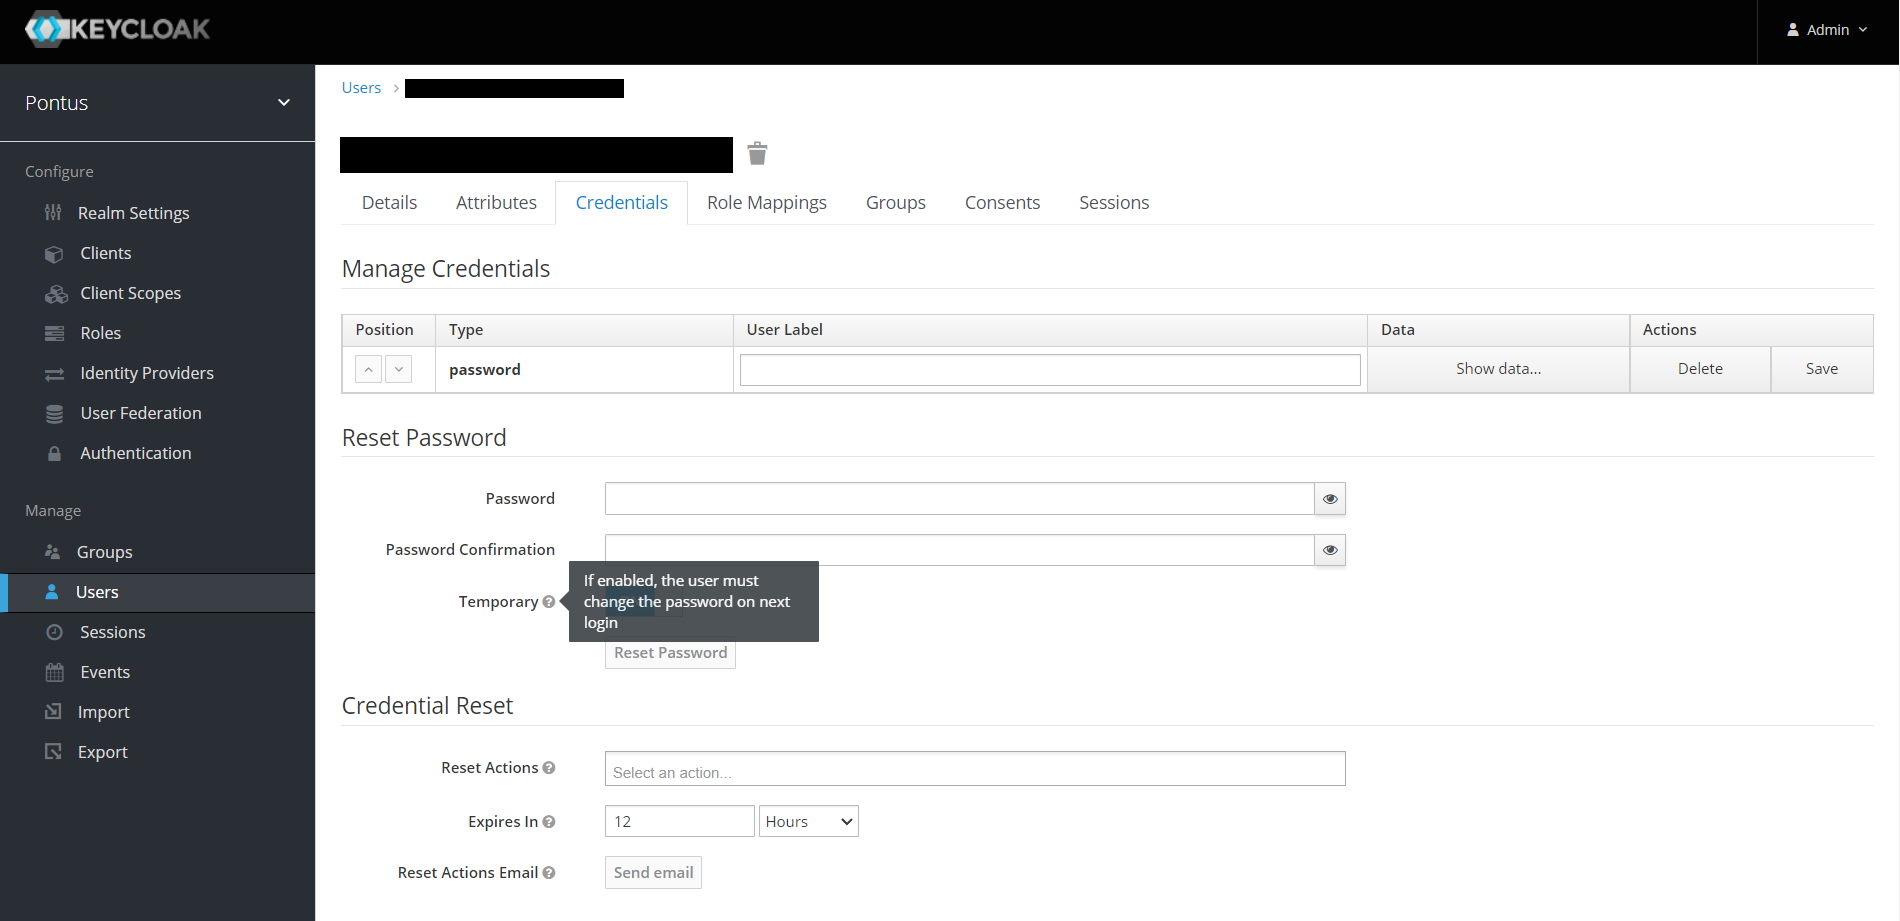 KEYCLOAK
Admin
Pontus
Configure
Realm Settings
Clients
Client Scopes
Roles
Identity Providers
User Federation
Authentication
Manage
Groups
Users
Sessions
Events
Import
Export
Users >
Details Attributes Credentials Role Mappings Groups Consents Sessions
Manage Credentials
Position Type User Label Data Actions
password Show data... Delete Save
Reset Password
Password
Password Confirmation
Temporary
If enabled, the user must
change the password on next
login
Reset Password
Credential Reset
Reset Actions Select an action...
Expires In 12 Hours
Reset Actions Email Send email